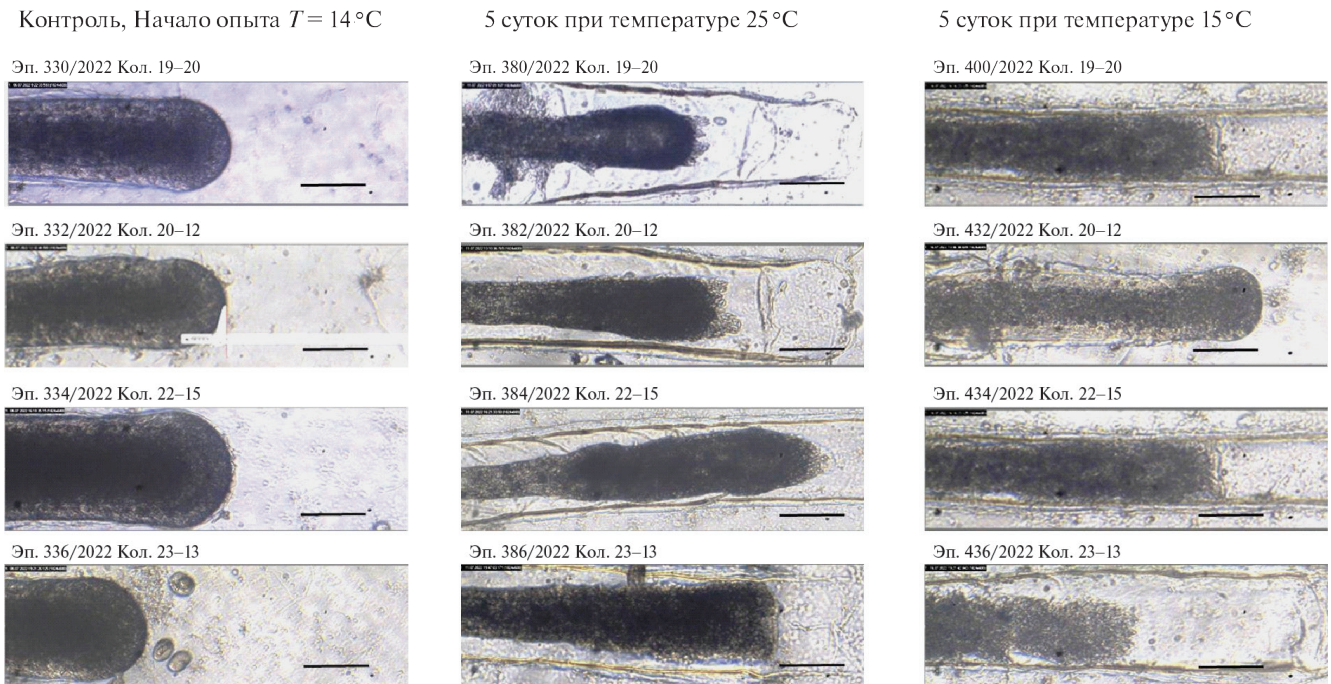 Контроль, Начало опыта T = 14 °C
5 суток при температуре 25 °C
5 суток при температуре 15 °C
Эп. 330/2022 Кол. 19–20
Эп. 380/2022 Кол. 19–20
Эп. 400/2022 Кол. 19–20
Эп. 332/2022 Кол. 20–12
Эп. 382/2022 Кол. 20–12
Эп. 432/2022 Кол. 20–12
Эп. 334/2022 Кол. 22–15
Эп. 384/2022 Кол. 22–15
Эп. 434/2022 Кол. 22–15
Эп. 336/2022 Кол. 23–13
Эп. 386/2022 Кол. 23–13
Эп. 436/2022 Кол. 23–13